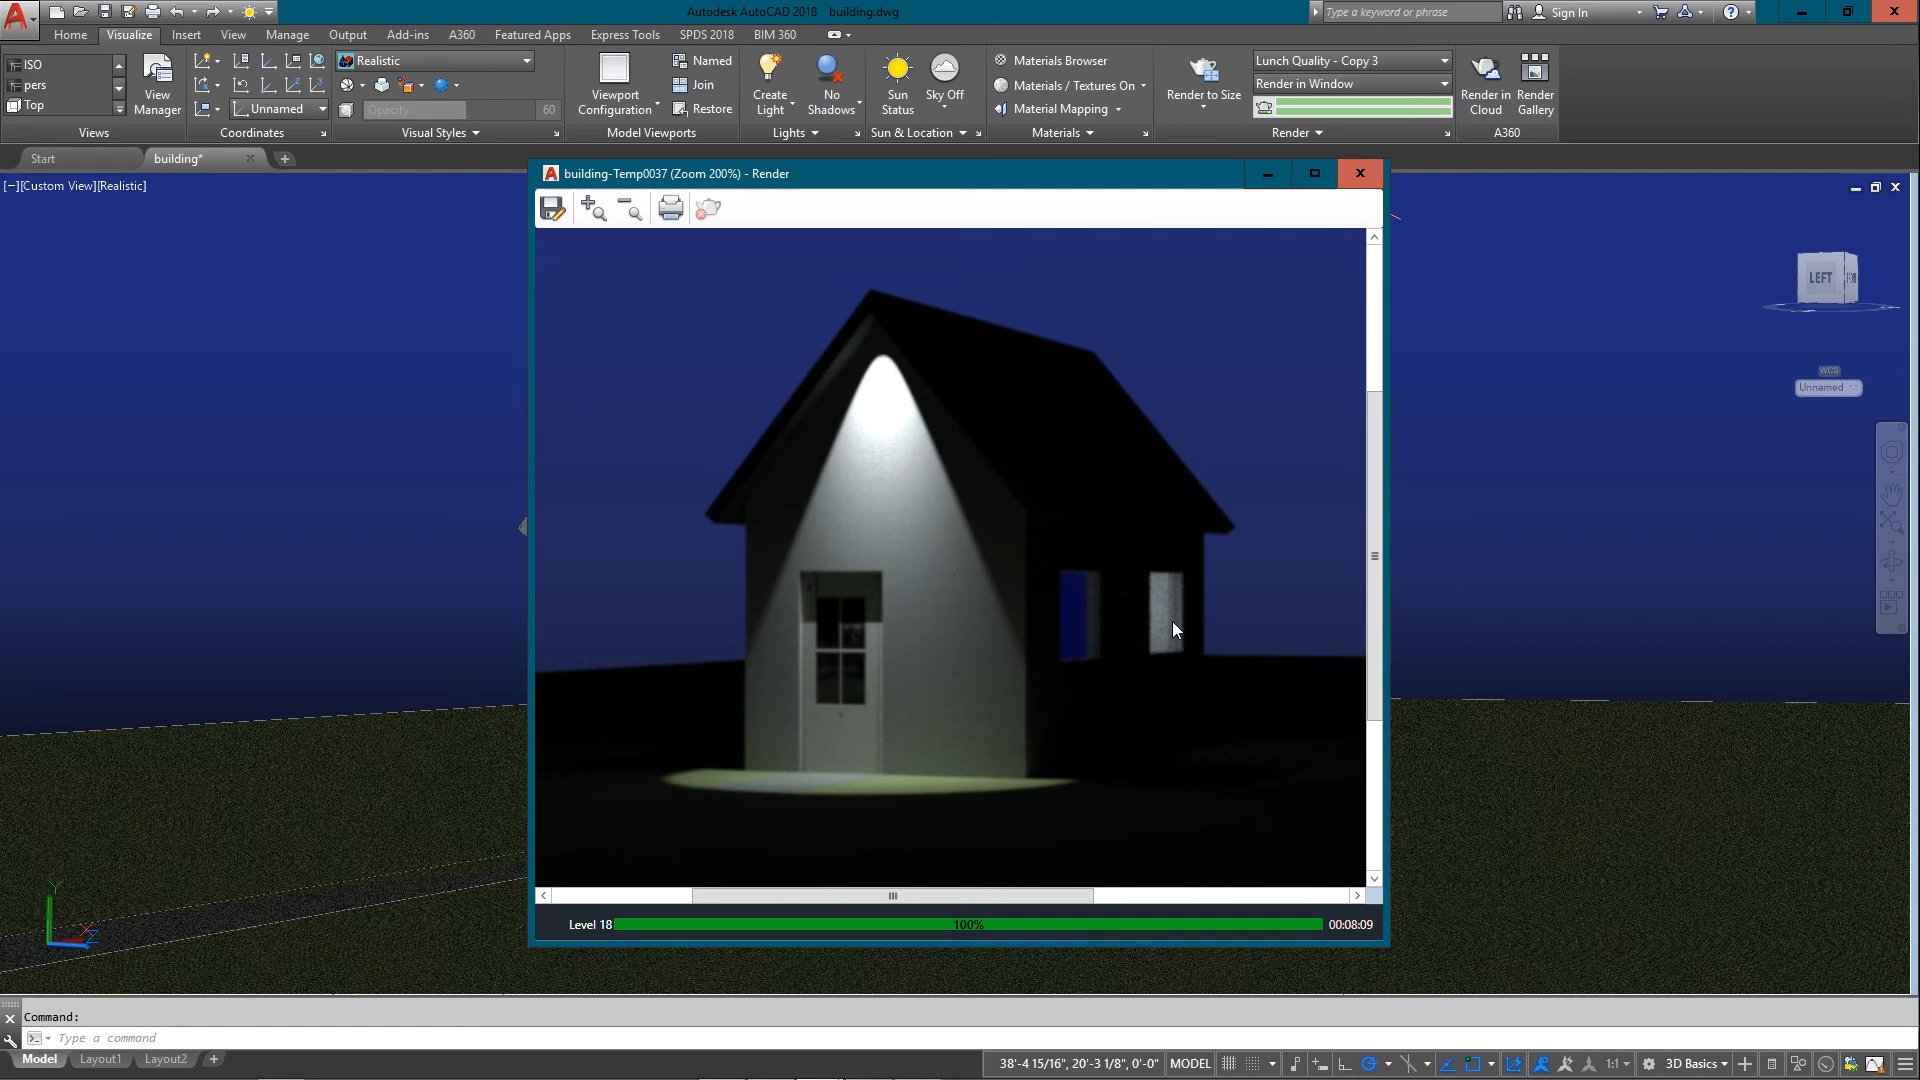 Autodesk AutoCAD 2018 building.dwg
Type a keyword or phrase
Sign In
Home Visualize Insert View Manage Output Add-ins A360 Featured Apps Express Tools SPDS 2018 BIM 360
ISO
pers
Top
View Manager
Unnamed
Realistic
Opacity 60
Viewport Configuration
Named
Join
Restore
Create Light
No Shadows
Sun Status
Sky Off
Materials Browser
Materials / Textures On
Material Mapping
Render to Size
Lunch Quality - Copy 3
Render in Window
Render in Cloud
Render Gallery
Views Coordinates Visual Styles Model Viewports Lights Sun & Location Materials Render A360
Start building*
[−][Custom View][Realistic]
building-Temp0037 (Zoom 200%) - Render
LEFT
WCS
Unnamed
Level 18 100% 00:08:09
Y
X
Z
Command:
Type a command
Model Layout1 Layout2
38'-4 15/16", 20'-3 1/8", 0'-0" MODEL 1:1 3D Basics